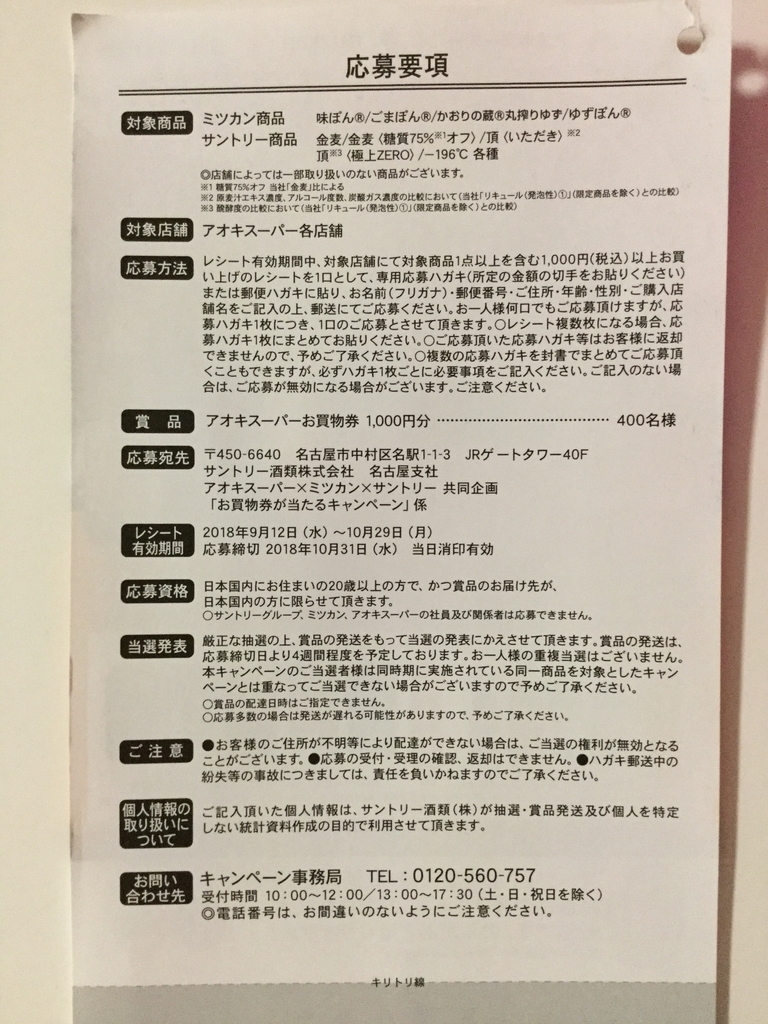 応募要項
対象商品 ミツカン商品 味ぽん®/ごまぽん®/かおりの蔵®丸搾りゆず/ゆずぽん®
サントリー商品 金麦/金麦〈糖質75%※1オフ〉/頂〈いただき〉※2
頂※3〈極上ZERO〉/−196℃ 各種
◎店舗によっては一部取り扱いのない商品がございます。
※1 糖質75%オフ 当社「金麦」比による
※2 原麦汁エキス濃度、アルコール度数、炭酸ガス濃度の比較において(当社「リキュール(発泡性)①」(限定商品を除く)との比較)
※3 醗酵度の比較において(当社「リキュール(発泡性)①」(限定商品を除く)との比較)
対象店舗 アオキスーパー各店舗
応募方法 レシート有効期間中、対象店舗にて対象商品1点以上を含む1,000円(税込)以上お買
い上げのレシートを1口として、専用応募ハガキ(所定の金額の切手をお貼りください)
または郵便ハガキに貼り、お名前(フリガナ)・郵便番号・ご住所・年齢・性別・ご購入店
舗名をご記入の上、郵送にてご応募ください。お一人様何口でもご応募頂けますが、応
募ハガキ1枚につき、1口のご応募とさせて頂きます。○レシート複数枚になる場合、応
募ハガキ1枚にまとめてお貼りください。○ご応募頂いた応募ハガキ等はお客様に返却
できませんので、予めご了承ください。○複数の応募ハガキを封書でまとめてご応募頂
くこともできますが、必ずハガキ1枚ごとに必要事項をご記入ください。ご記入のない場
合は、ご応募が無効になる場合がございます。ご注意ください。
賞品 アオキスーパーお買物券 1,000円分 ………………………………… 400名様
応募宛先 〒450-6640 名古屋市中村区名駅1-1-3 JRゲートタワー40F
サントリー酒類株式会社 名古屋支社
アオキスーパー×ミツカン×サントリー 共同企画
「お買物券が当たるキャンペーン」係
レシート有効期間 2018年9月12日(水)〜10月29日(月)
応募締切 2018年10月31日(水) 当日消印有効
応募資格 日本国内にお住まいの20歳以上の方で、かつ賞品のお届け先が、
日本国内の方に限らせて頂きます。
○サントリーグループ、ミツカン、アオキスーパーの社員及び関係者は応募できません。
当選発表 厳正な抽選の上、賞品の発送をもって当選の発表にかえさせて頂きます。賞品の発送は、
応募締切日より4週間程度を予定しております。お一人様の重複当選はございません。
本キャンペーンのご当選者様は同時期に実施されている同一商品を対象としたキャン
ペーンとは重なってご当選できない場合がございますので予めご了承ください。
○賞品の配達日時はご指定できません。
○応募多数の場合は発送が遅れる可能性がありますので、予めご了承ください。
ご注意 ●お客様のご住所が不明等により配達ができない場合は、ご当選の権利が無効となる
ことがございます。●応募の受付・受理の確認、返却はできません。●ハガキ郵送中の
紛失等の事故につきましては、責任を負いかねますのでご了承ください。
個人情報の取り扱いについて ご記入頂いた個人情報は、サントリー酒類(株)が抽選・賞品発送及び個人を特定
しない統計資料作成の目的で利用させて頂きます。
お問い合わせ先 キャンペーン事務局 TEL:0120-560-757
受付時間 10:00〜12:00/13:00〜17:30(土・日・祝日を除く)
◎電話番号は、お間違いのないようにご注意ください。
キリトリ線